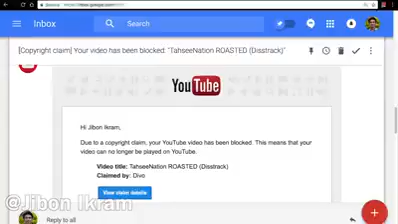 Inbox
Search
[Copyright claim] Your video has been blocked: "TahseeNation ROASTED (Disstrack)"
YouTube
Hi Jibon Ikram,
Due to a copyright claim, your YouTube video has been blocked. This means that your
video can no longer be played on YouTube.
Video title: TahseeNation ROASTED (Disstrack)
Claimed by: Divo
View claim details
@Jibon Ikram
Reply to all